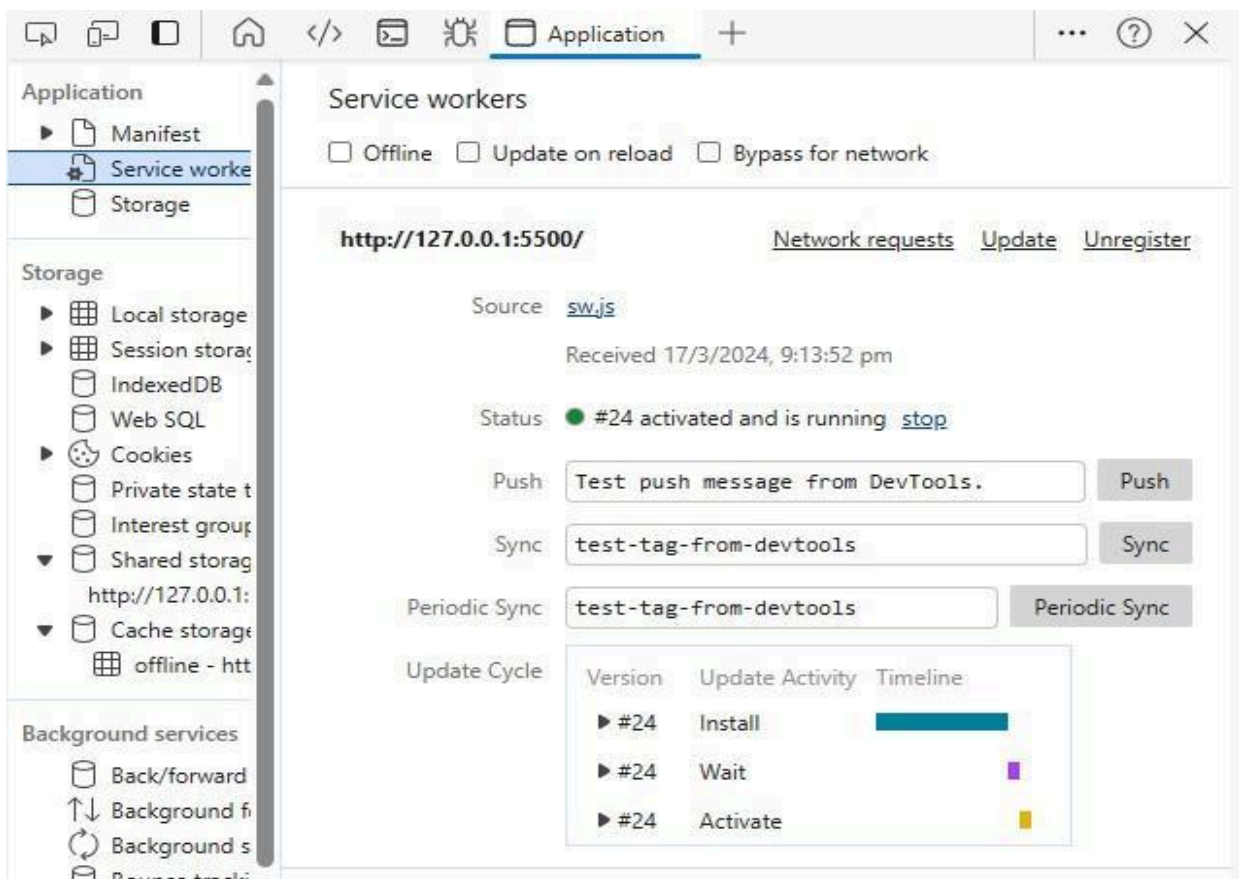 Application
Application
Manifest
Service worke
Storage
Storage
Local storage
Session storag
IndexedDB
Web SQL
Cookies
Private state t
Interest group
Shared storag
http://127.0.0.1:
Cache storage
offline - htt
Background services
Back/forward
Background f
Background s
Service workers
Offline Update on reload Bypass for network
http://127.0.0.1:5500/ Network requests Update Unregister
Source sw.js
Received 17/3/2024, 9:13:52 pm
Status #24 activated and is running stop
Push Test push message from DevTools. Push
Sync test-tag-from-devtools Sync
Periodic Sync test-tag-from-devtools Periodic Sync
Update Cycle
Version Update Activity Timeline
#24 Install
#24 Wait
#24 Activate